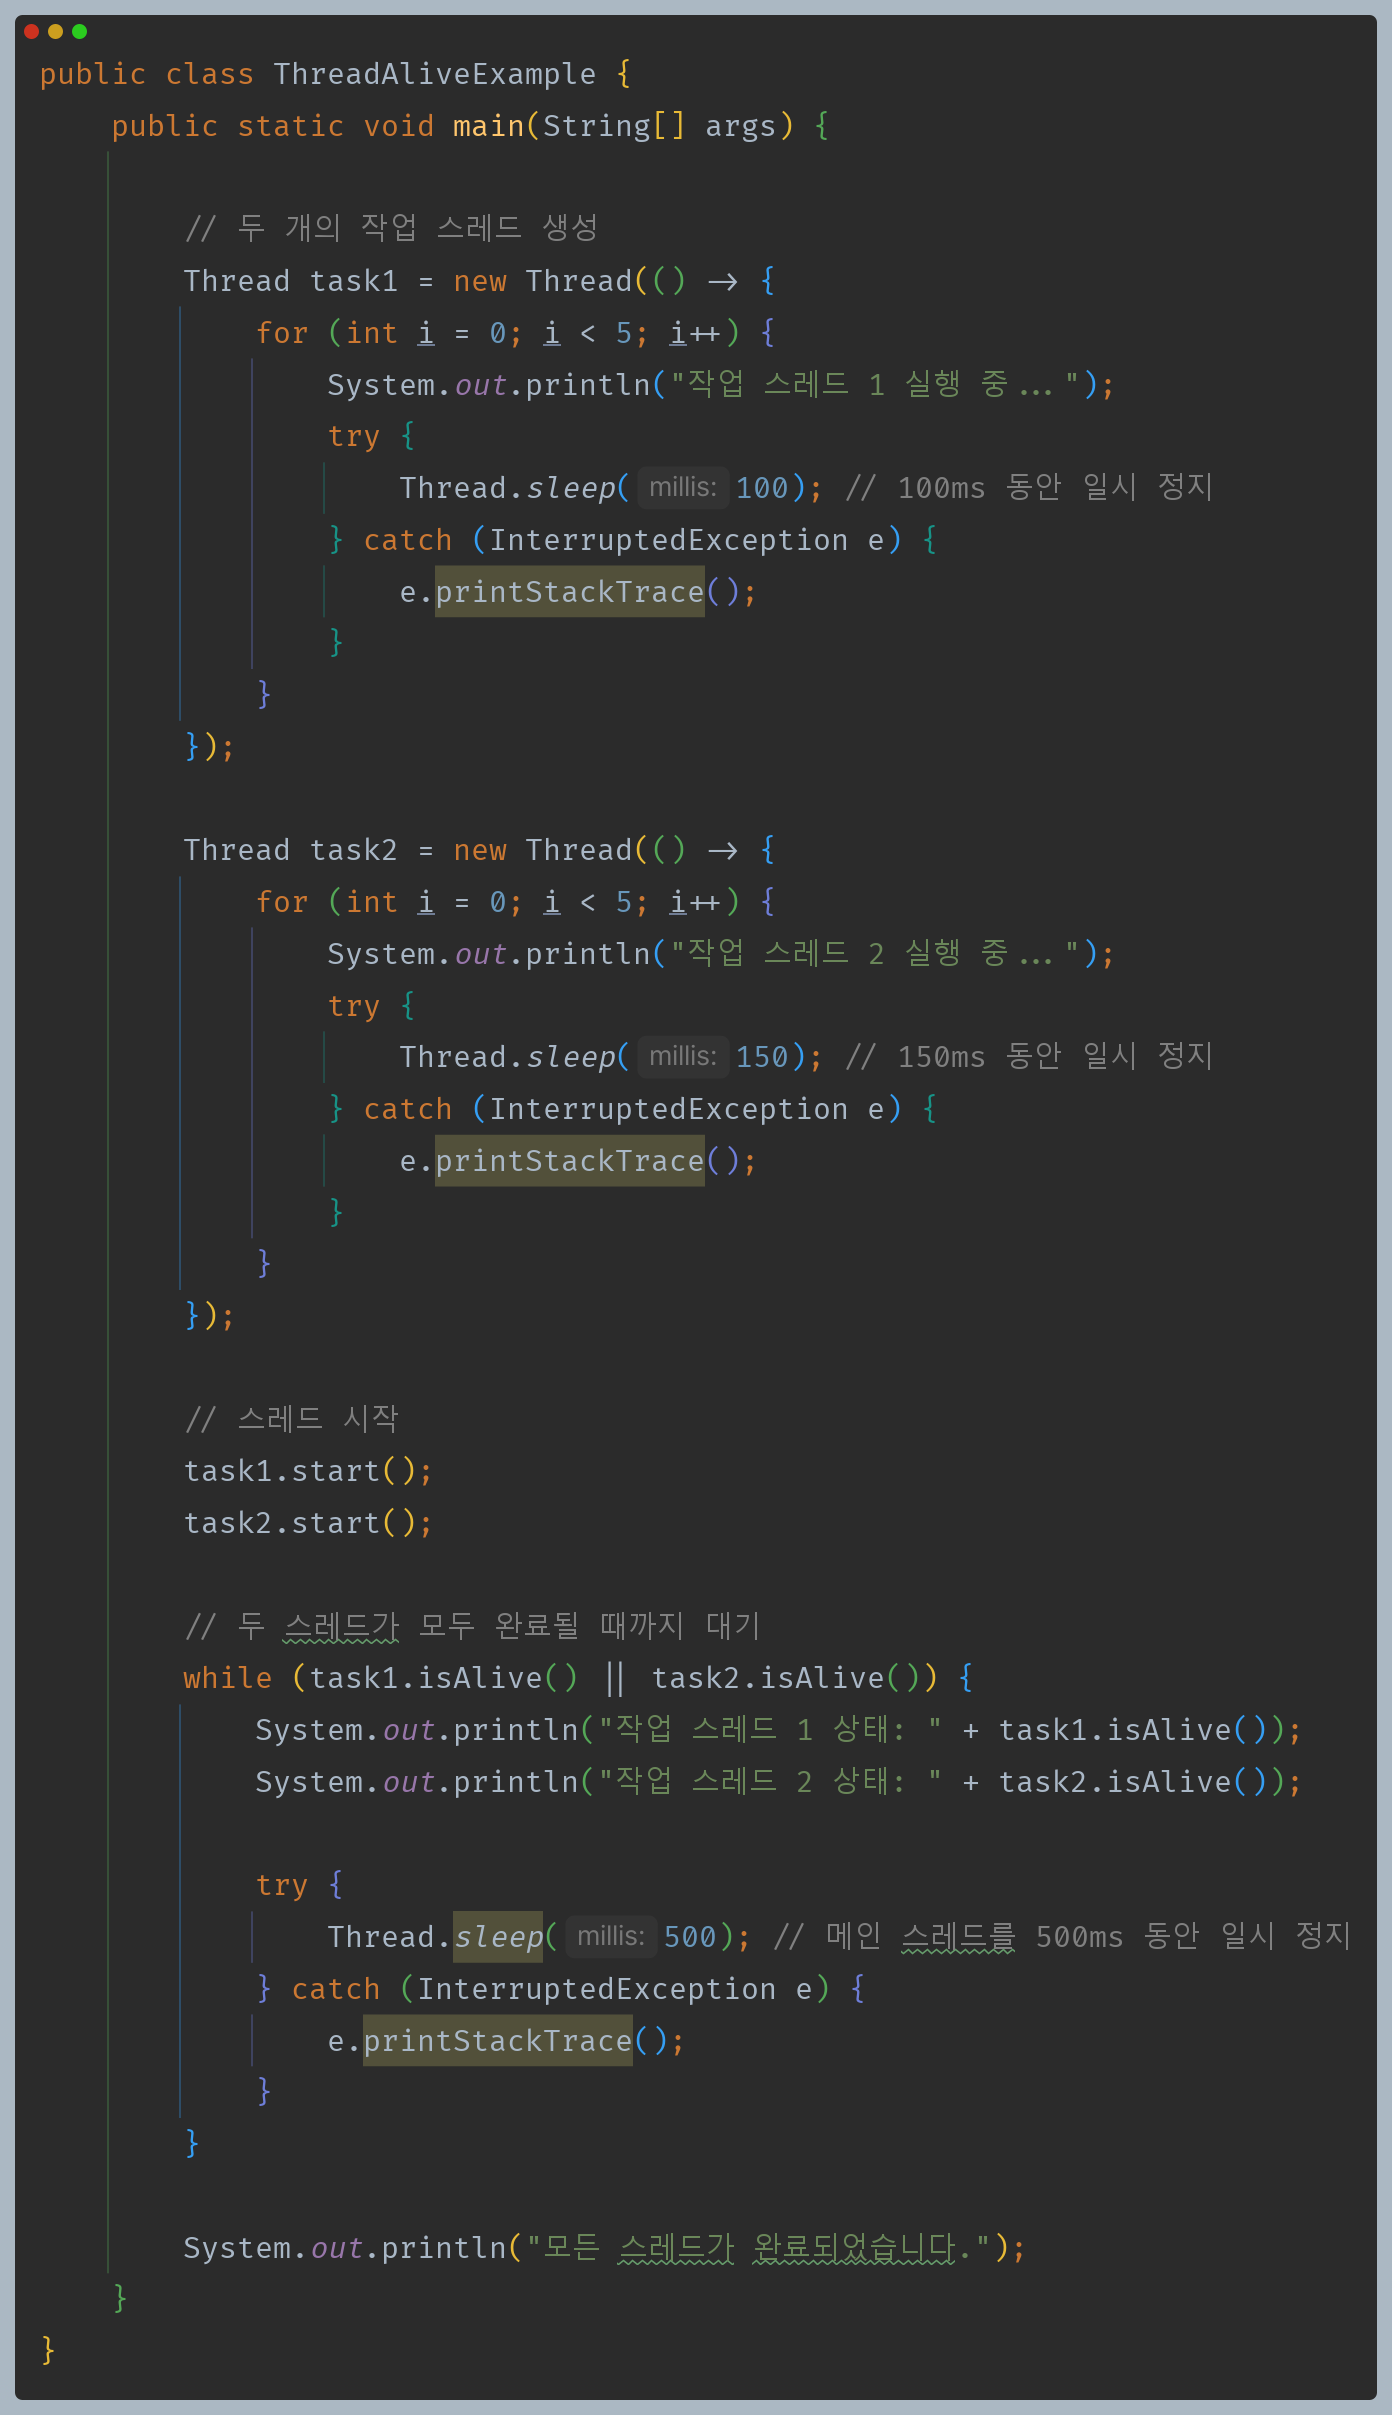 public class ThreadAliveExample {
    public static void main(String[] args) {

        // 두 개의 작업 스레드 생성
        Thread task1 = new Thread(() -> {
            for (int i = 0; i < 5; i++) {
                System.out.println("작업 스레드 1 실행 중...");
                try {
                    Thread.sleep( millis: 100); // 100ms 동안 일시 정지
                } catch (InterruptedException e) {
                    e.printStackTrace();
                }
            }
        });

        Thread task2 = new Thread(() -> {
            for (int i = 0; i < 5; i++) {
                System.out.println("작업 스레드 2 실행 중...");
                try {
                    Thread.sleep( millis: 150); // 150ms 동안 일시 정지
                } catch (InterruptedException e) {
                    e.printStackTrace();
                }
            }
        });

        // 스레드 시작
        task1.start();
        task2.start();

        // 두 스레드가 모두 완료될 때까지 대기
        while (task1.isAlive() || task2.isAlive()) {
            System.out.println("작업 스레드 1 상태: " + task1.isAlive());
            System.out.println("작업 스레드 2 상태: " + task2.isAlive());

            try {
                Thread.sleep( millis: 500); // 메인 스레드를 500ms 동안 일시 정지
            } catch (InterruptedException e) {
                e.printStackTrace();
            }
        }

        System.out.println("모든 스레드가 완료되었습니다.");
    }
}